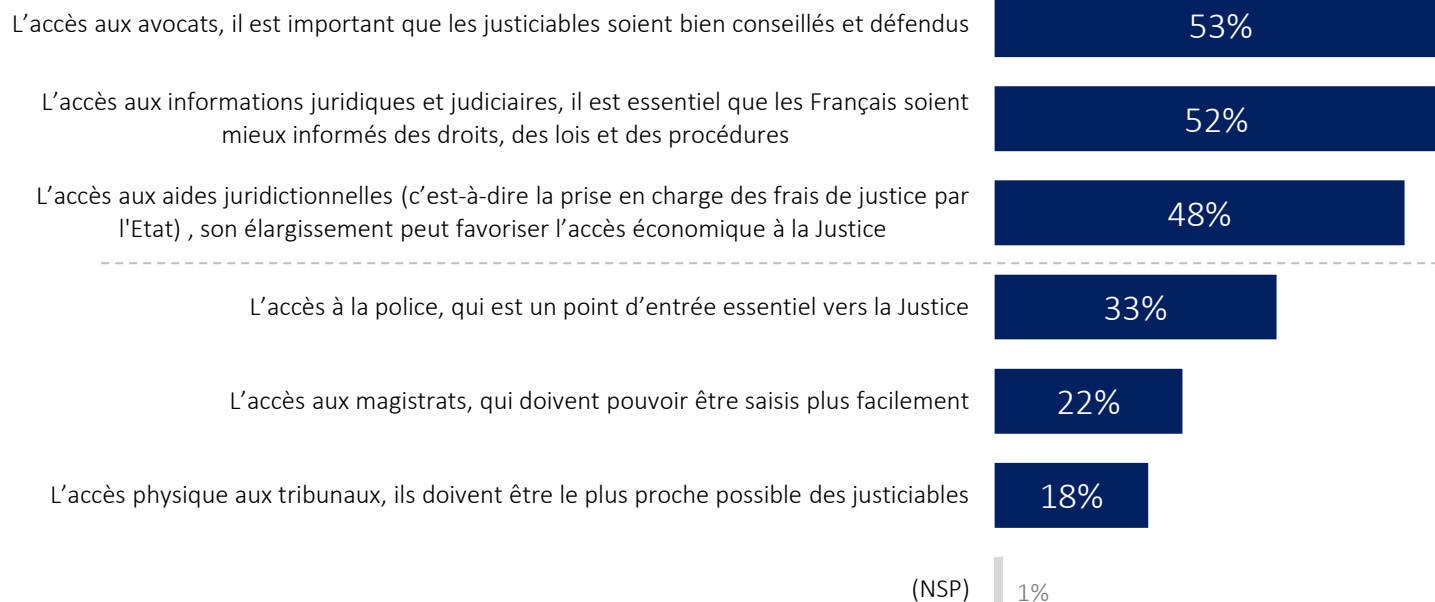 L’accès aux avocats, il est important que les justiciables soient bien conseillés et défendus
53%
L’accès aux informations juridiques et judiciaires, il est essentiel que les Français soient
mieux informés des droits, des lois et des procédures
52%
L’accès aux aides juridictionnelles (c’est-à-dire la prise en charge des frais de justice par
l'Etat) , son élargissement peut favoriser l’accès économique à la Justice
48%
L’accès à la police, qui est un point d’entrée essentiel vers la Justice
33%
L’accès aux magistrats, qui doivent pouvoir être saisis plus facilement
22%
L’accès physique aux tribunaux, ils doivent être le plus proche possible des justiciables
18%
(NSP)
1%